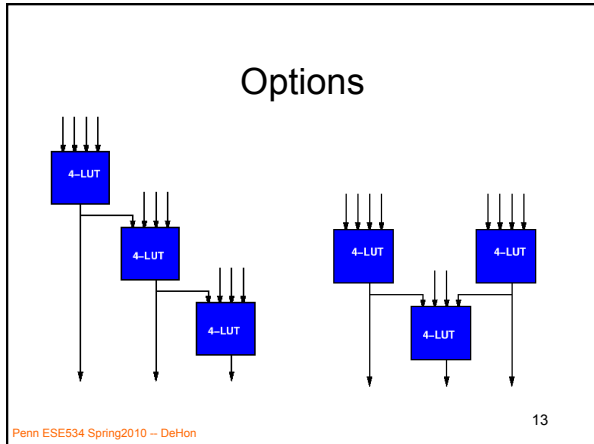 Options
4-LUT
4-LUT
4-LUT
4-LUT
4-LUT
4-LUT
Penn ESE534 Spring2010 -- DeHon
13